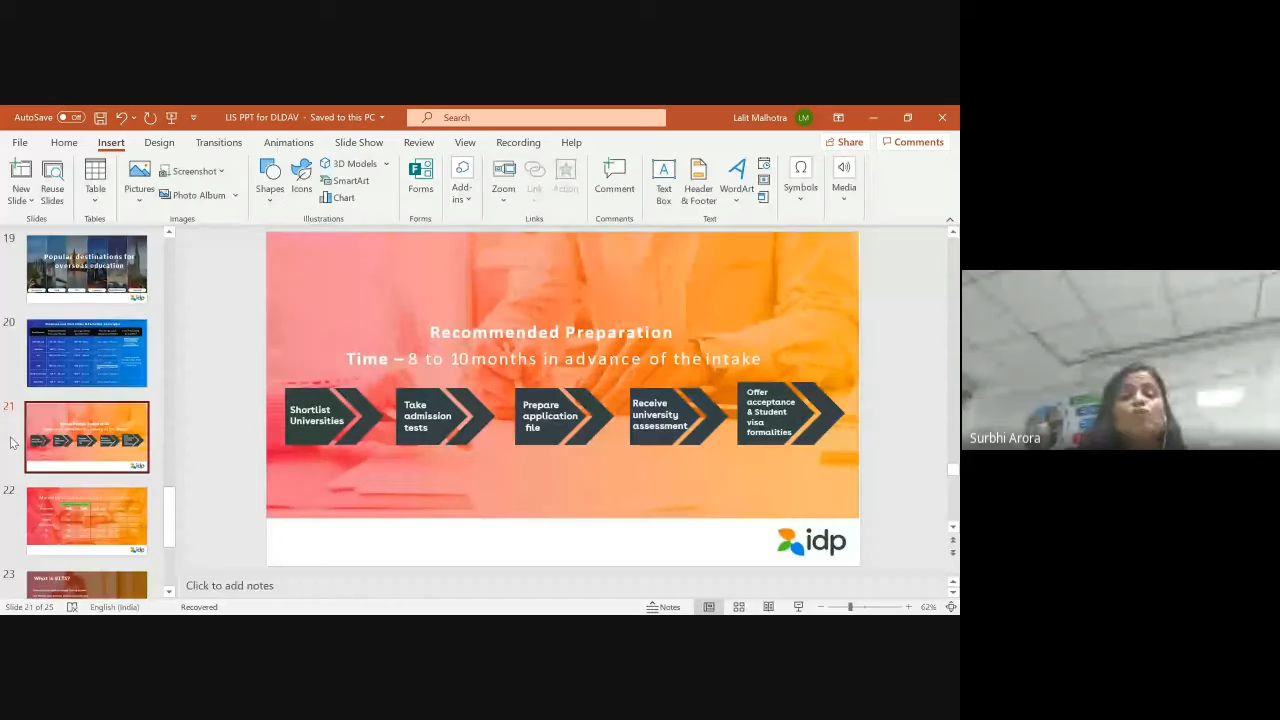 AutoSave Off
LIS PPT for DLDAV - Saved to this PC
Search
Lalit Malhotra LM
File Home Insert Design Transitions Animations Slide Show Review View Recording Help
Share Comments
New Slide
Reuse Slides
Table
Pictures
Screenshot
Photo Album
Shapes
Icons
3D Models
SmartArt
Chart
Forms
Add-ins
Zoom
Link
Action
Comment
Text Box
Header & Footer
WordArt
Symbols
Media
Slides Tables Images Illustrations Forms Links Comments Text
19
Popular destinations for
overseas education
idp
20
21
idp
22
idp
23
What is IELTS?
Recommended Preparation
Time – 8 to 10 months in advance of the intake
Shortlist
Universities
Take
admission
tests
Prepare
application
file
Receive
university
assessment
Offer
acceptance
& Student
visa
formalities
idp
Click to add notes
Slide 21 of 25 English (India) Recovered Notes 62%
Surbhi Arora